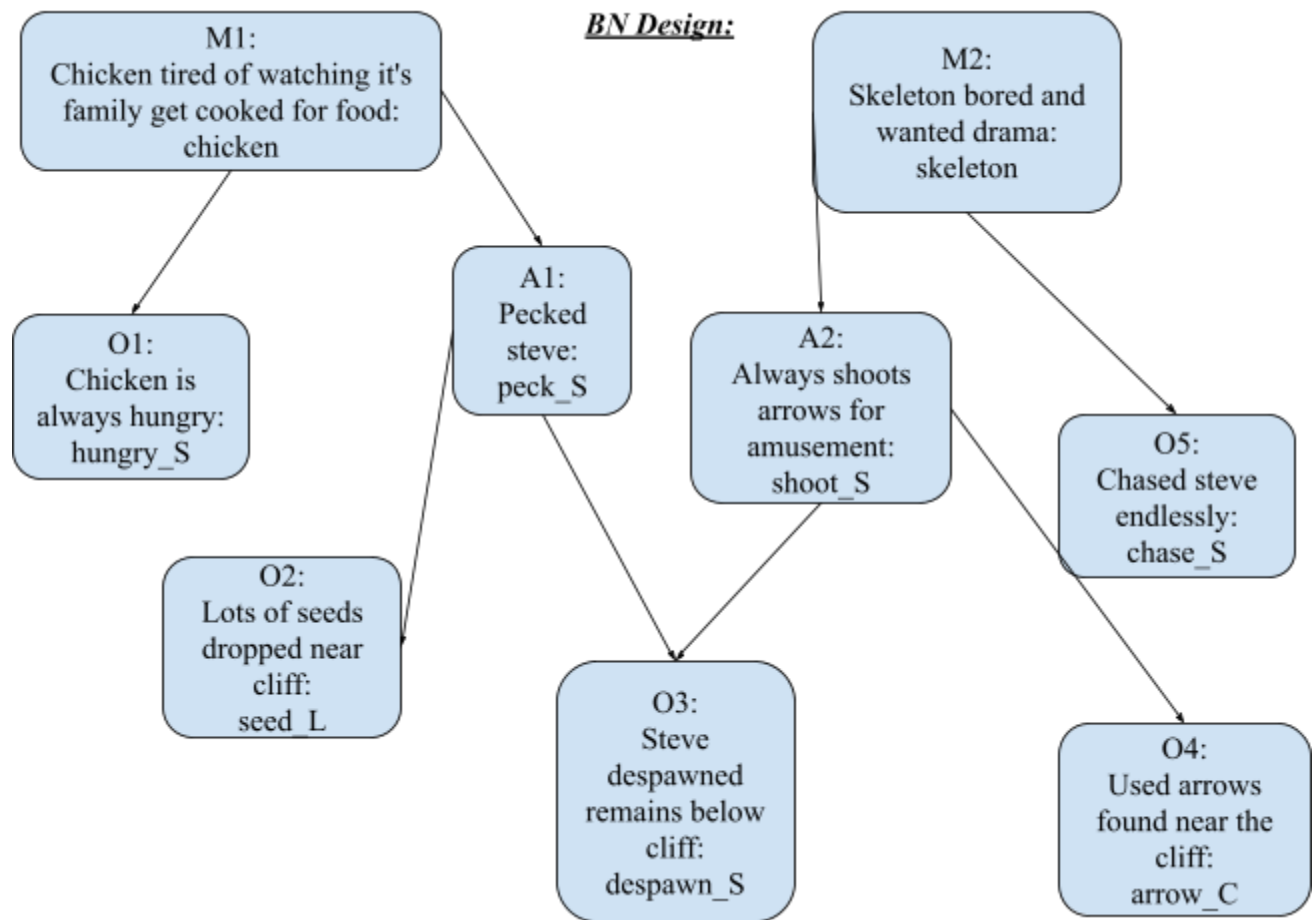 BN Design:
M1:
Chicken tired of watching it's
family get cooked for food:
chicken
M2:
Skeleton bored and
wanted drama:
skeleton
A1:
Pecked
steve:
peck_S
O1:
Chicken is
always hungry:
hungry_S
A2:
Always shoots
arrows for
amusement:
shoot_S
O5:
Chased steve
endlessly:
chase_S
O2:
Lots of seeds
dropped near
cliff:
seed_L
O3:
Steve
despawned
remains below
cliff:
despawn_S
O4:
Used arrows
found near the
cliff:
arrow_C